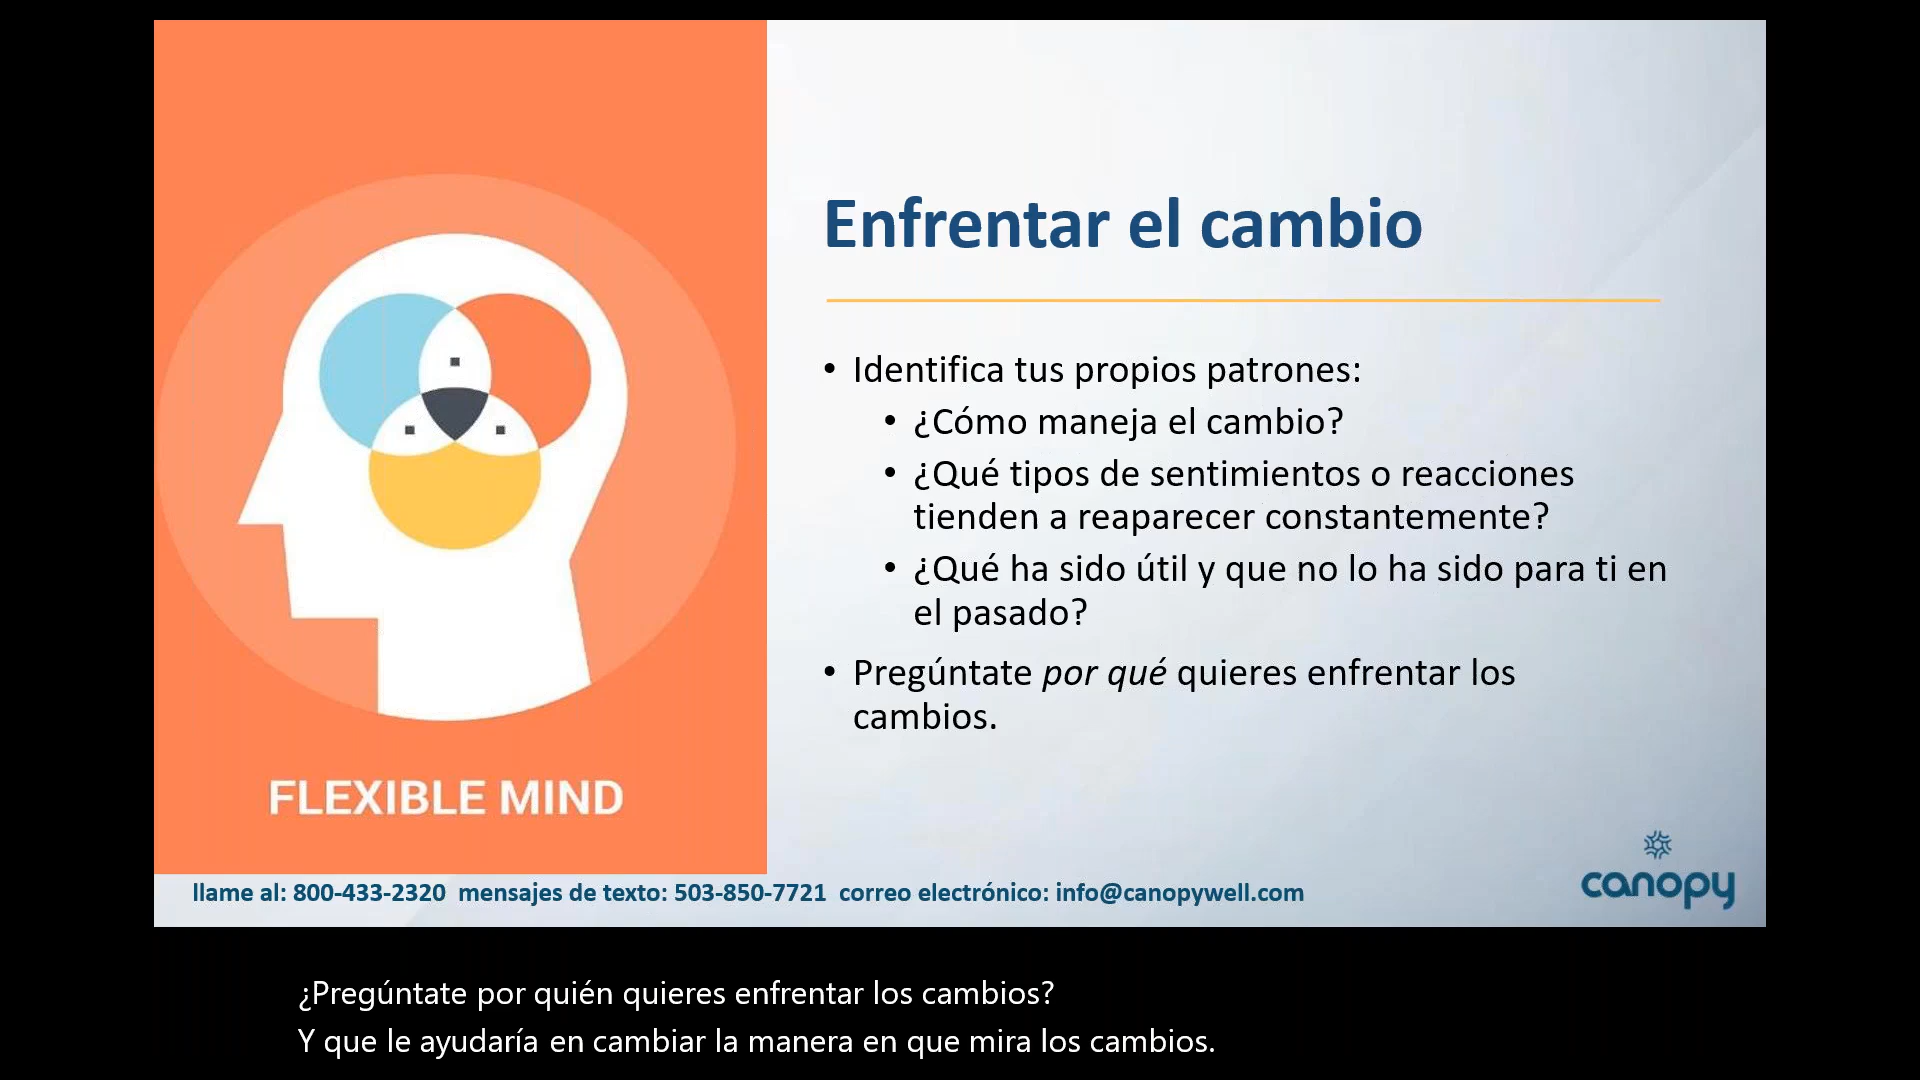 Enfrentar el cambio
• Identifica tus propios patrones:
• ¿Cómo maneja el cambio?
• ¿Qué tipos de sentimientos o reacciones
tienden a reaparecer constantemente?
• ¿Qué ha sido útil y que no lo ha sido para ti en
el pasado?
• Pregúntate por qué quieres enfrentar los
cambios.
FLEXIBLE MIND
llame al: 800-433-2320 mensajes de texto: 503-850-7721 correo electrónico: info@canopywell.com
canopy
¿Pregúntate por quién quieres enfrentar los cambios?
Y que le ayudaría en cambiar la manera en que mira los cambios.